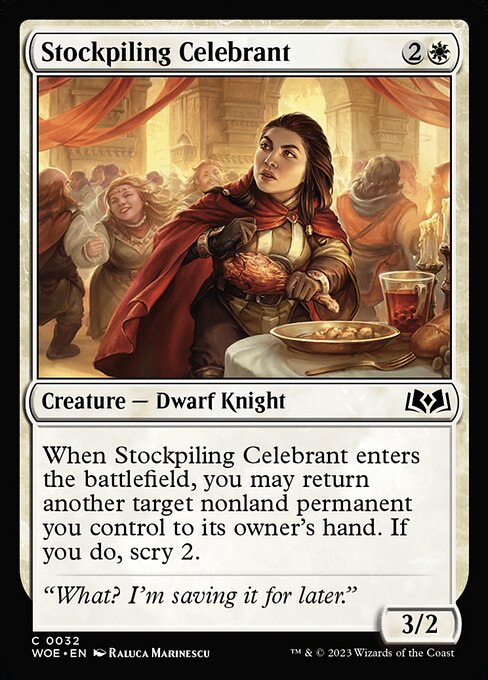 Stockpiling Celebrant 2
Creature — Dwarf Knight
When Stockpiling Celebrant enters
the battlefield, you may return
another target nonland permanent
you control to its owner's hand. If
you do, scry 2.
“What? I'm saving it for later.”
3/2
C 0032
WOE • EN Raluca Marinescu
™ & © 2023 Wizards of the Coast